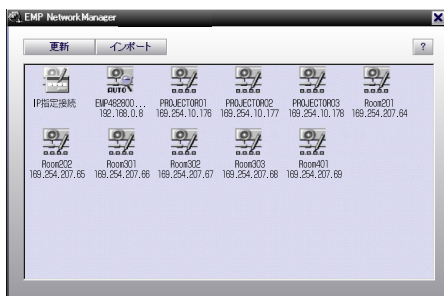 EMP NetworkManager
更新 インポート ?
AUTO
IP指定接続 EMP482800... PROJECTOR01 PROJECTOR02 PROJECTOR03 Room201
192.168.0.8 169.254.10.176 169.254.10.177 169.254.10.178 169.254.207.64
Room202 Room301 Room302 Room303 Room401
169.254.207.65 169.254.207.66 169.254.207.67 169.254.207.68 169.254.207.69